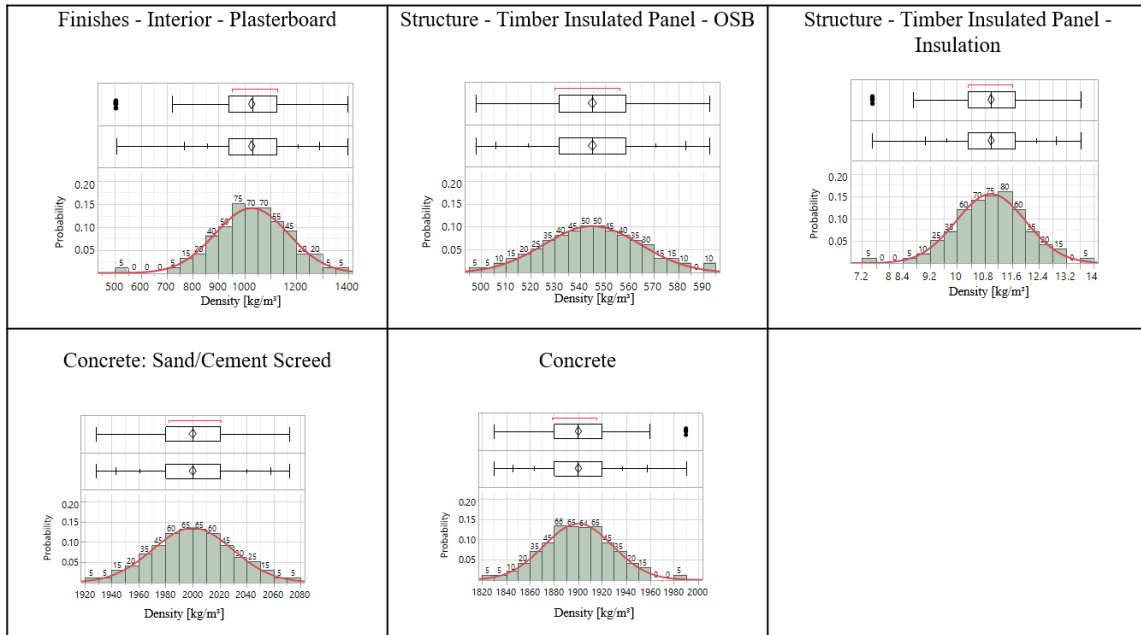 Finishes - Interior - Plasterboard
0.20
0.15
0.10
0.05
Probability
5 0 0 0 5 15 20 40 50 75 70 70 55 45 20 20 5 5
500 600 700 800 900 1000 1100 1200 1400
Density [kg/m³]
Structure - Timber Insulated Panel - OSB
0.20
0.15
0.10
0.05
Probability
5 5 10 15 20 25 35 40 45 50 50 45 40 35 30 15 15 0 10
500 510 520 530 540 550 560 570 580 590
Density [kg/m³]
Structure - Timber Insulated Panel -
Insulation
0.20
0.15
0.10
0.05
Probability
5 0 0 5 10 25 35 60 70 75 80 60 35 20 15 0 5
7.2 8 8.4 9.2 10 10.8 11.6 12.4 13.2 14
Density [kg/m³]
Concrete: Sand/Cement Screed
0.20
0.15
0.10
0.05
Probability
5 5 15 20 35 45 60 65 65 60 45 30 25 15 5 5
1920 1940 1960 1980 2000 2020 2040 2060 2080
Density [kg/m³]
Concrete
0.20
0.15
0.10
0.05
Probability
5 5 10 20 35 45 66 65 64 65 45 35 20 15 0 0 5
1820 1840 1860 1880 1900 1920 1940 1960 1980 2000
Density [kg/m³]